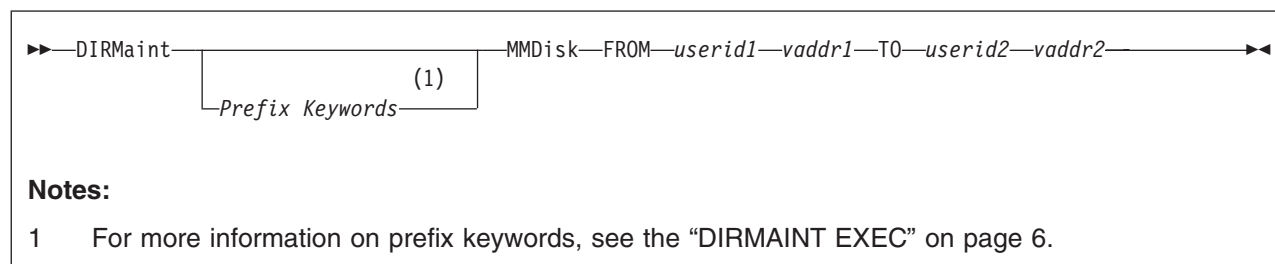 DIRMaint MMDisk FROM userid1 vaddr1 TO userid2 vaddr2
(1)
Prefix Keywords
Notes:
1 For more information on prefix keywords, see the “DIRMAINT EXEC” on page 6.